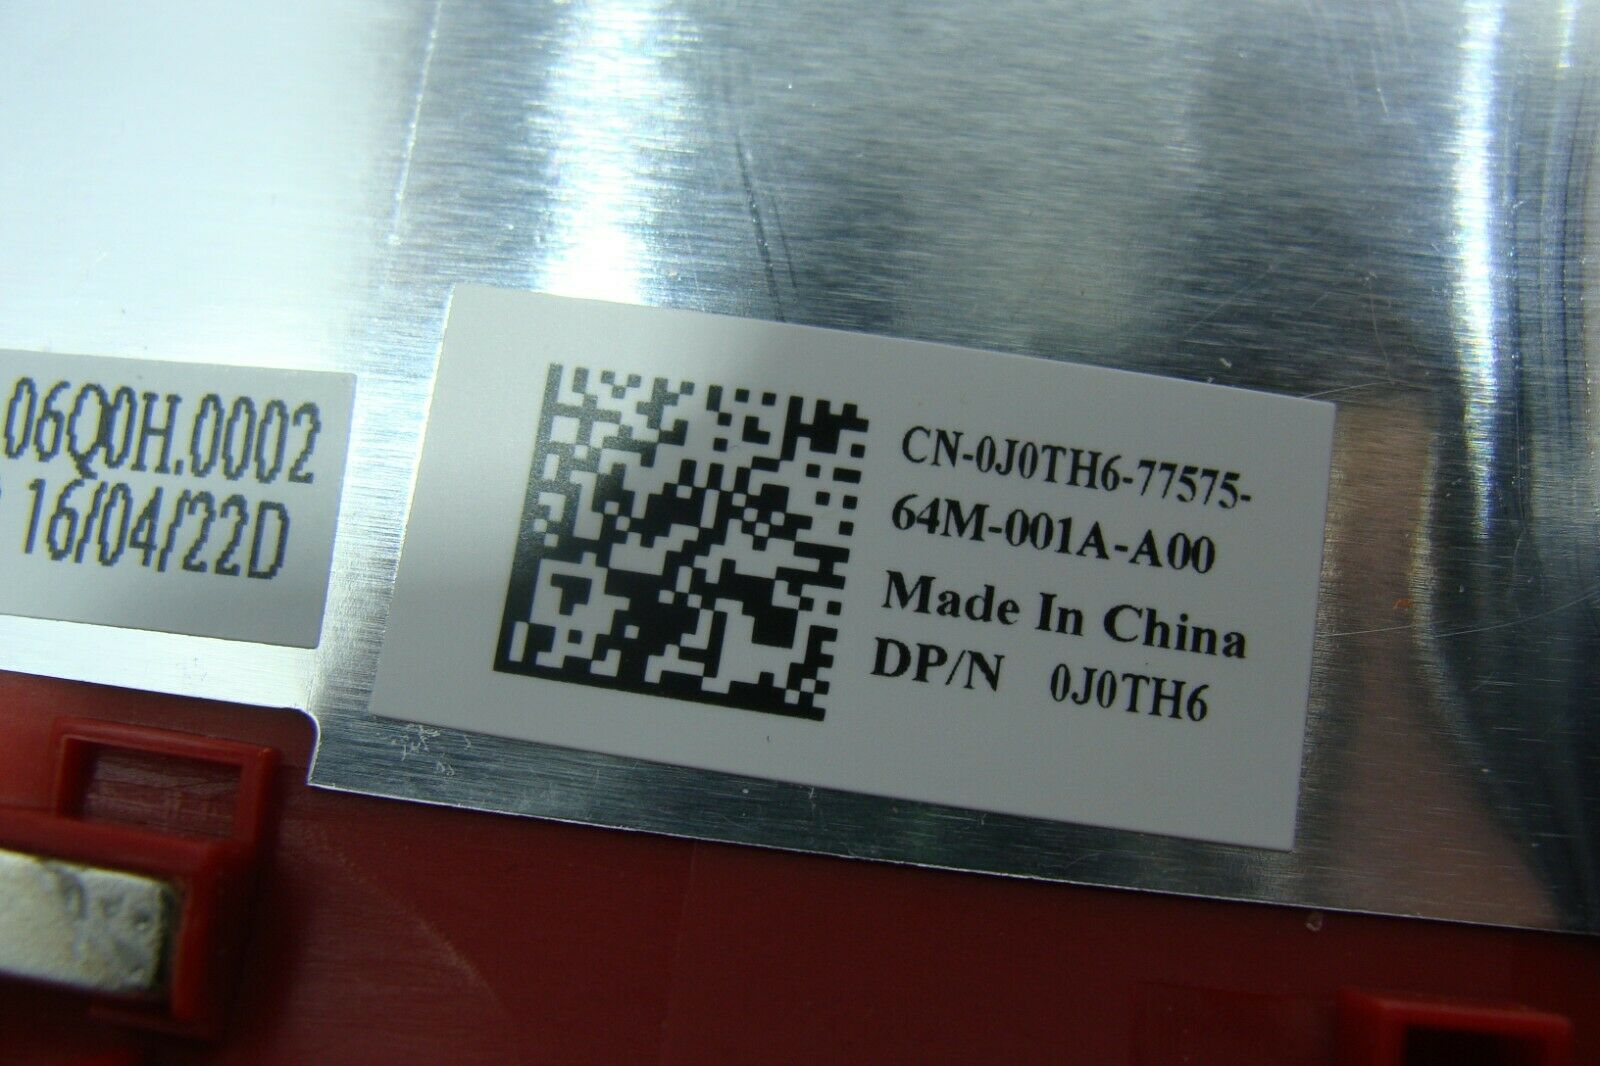 06Q0H.0002
16/04/22D
CN-0J0TH6-77575-
64M-001A-A00
Made In China
DP/N 0J0TH6